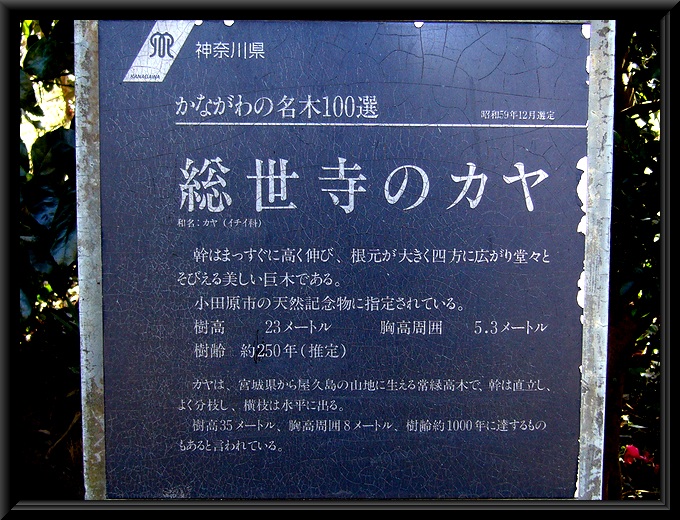 神奈川県
KANAGAWA
かながわの名木100選
昭和59年12月選定
総世寺のカヤ
和名：カヤ（イチイ科）
幹はまっすぐに高く伸び、根元が大きく四方に広がり堂々と
そびえる美しい巨木である。
小田原市の天然記念物に指定されている。
樹高　23メートル　胸高周囲　5.3メートル
樹齢　約250年（推定）
カヤは、宮城県から屋久島の山地に生える常緑高木で、幹は直立し、
よく分枝し、横枝は水平に出る。
樹高35メートル、胸高周囲8メートル、樹齢約1000年に達するもの
もあると言われている。